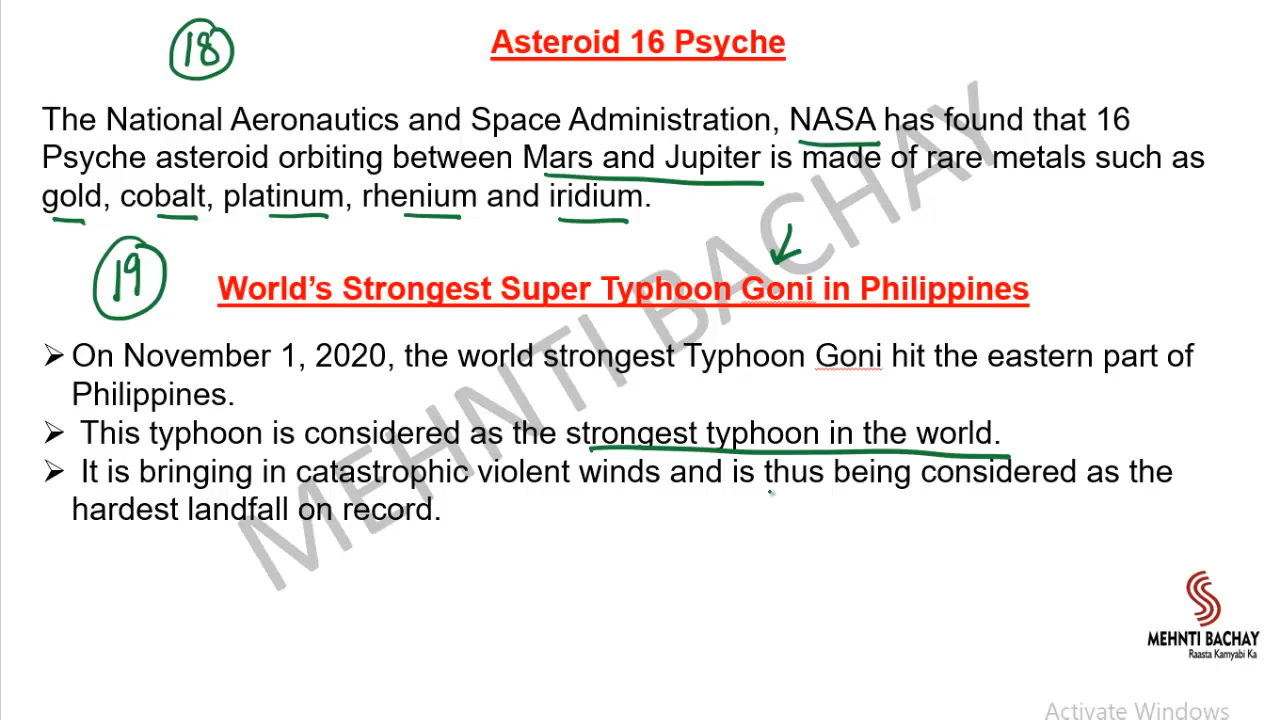 18
Asteroid 16 Psyche
The National Aeronautics and Space Administration, NASA has found that 16
Psyche asteroid orbiting between Mars and Jupiter is made of rare metals such as
gold, cobalt, platinum, rhenium and iridium.
19
World's Strongest Super Typhoon Goni in Philippines
➢ On November 1, 2020, the world strongest Typhoon Goni hit the eastern part of
Philippines.
➢ This typhoon is considered as the strongest typhoon in the world.
➢ It is bringing in catastrophic violent winds and is thus being considered as the
hardest landfall on record.
MEHNTI BACHAY
MEHNTI BACHAY
Raasta Kamyabi Ka
Activate Windows